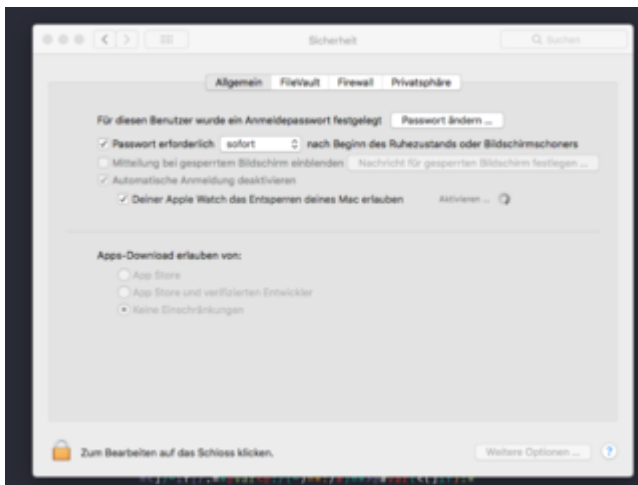 Sicherheit
Suchen
Allgemein FileVault Firewall Privatsphäre
Für diesen Benutzer wurde ein Anmeldepasswort festgelegt Passwort ändern ...
Passwort erforderlich sofort nach Beginn des Ruhezustands oder Bildschirmschoners
Mitteilung bei gesperrtem Bildschirm einblenden Nachricht für gesperrten Bildschirm festlegen ...
Automatische Anmeldung deaktivieren
Deiner Apple Watch das Entsperren deines Mac erlauben Aktivieren ...
Apps-Download erlauben von:
App Store
App Store und verifizierten Entwickler
Keine Einschränkungen
Zum Bearbeiten auf das Schloss klicken.
Weitere Optionen ... ?